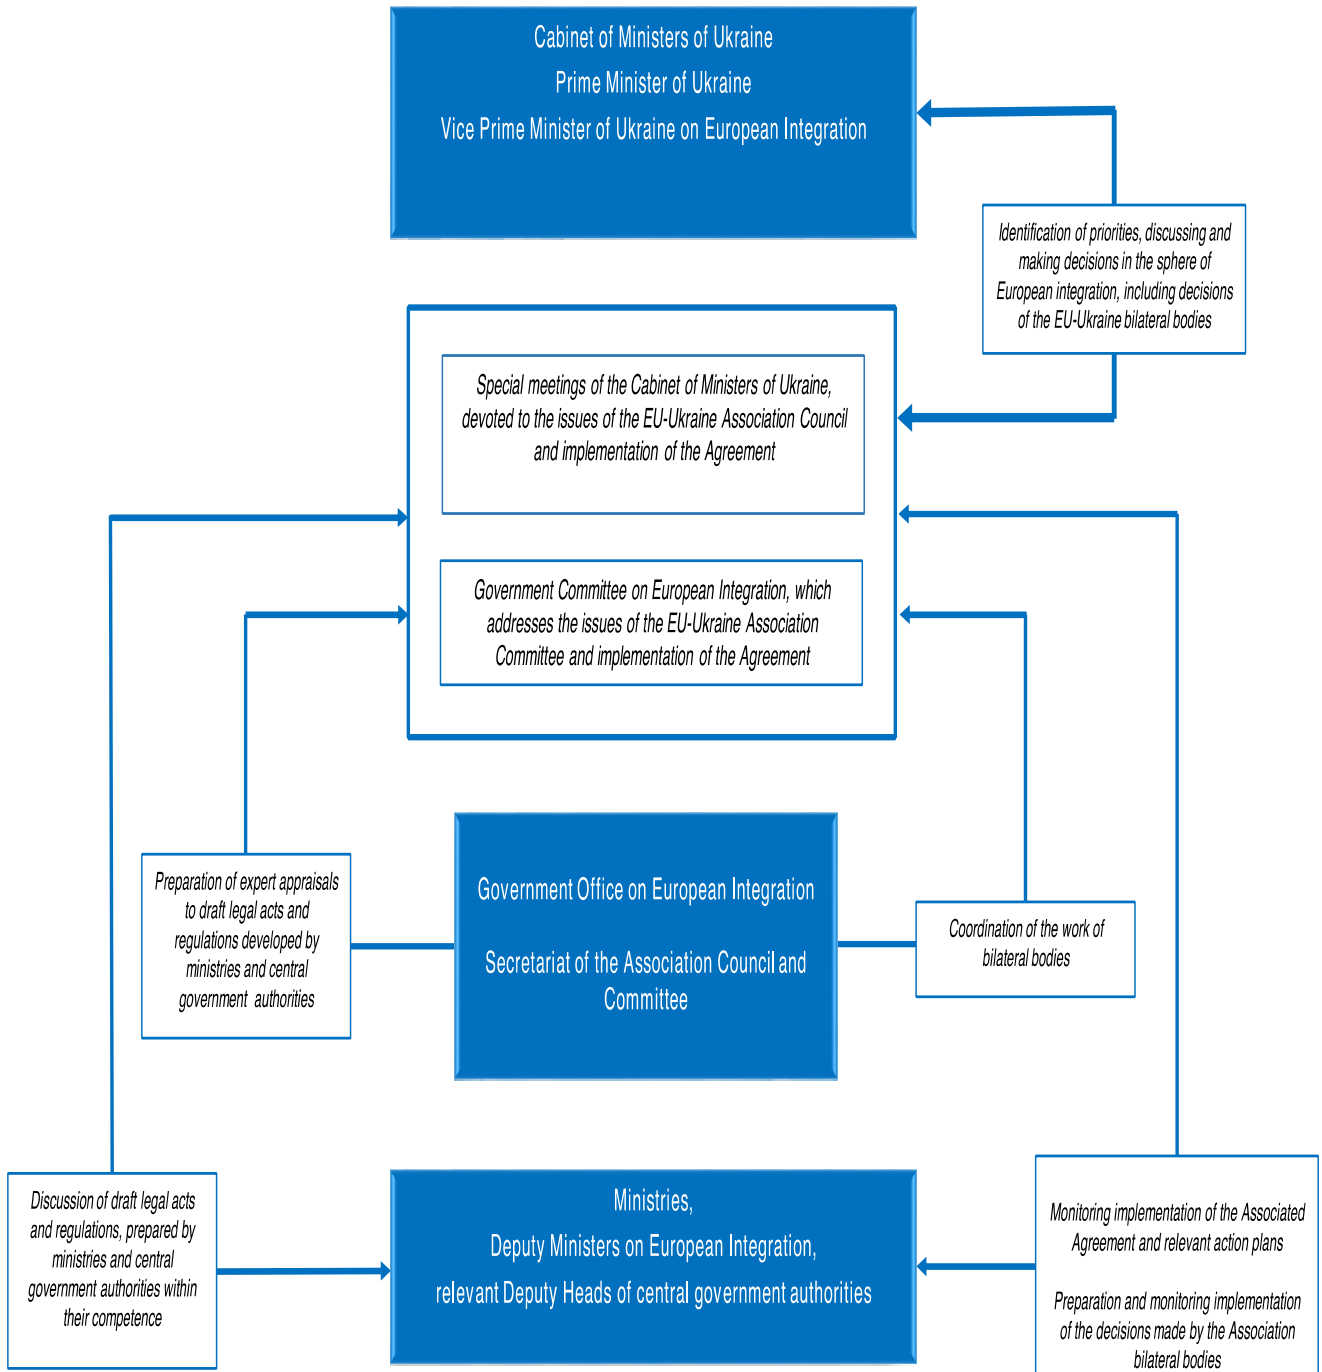 Cabinet of Ministers of Ukraine
Prime Minister of Ukraine
Vice Prime Minister of Ukraine on European Integration
Identification of priorities, discussing and
making decisions in the sphere of
European integration, including decisions
of the EU-Ukraine bilateral bodies
Special meetings of the Cabinet of Ministers of Ukraine,
devoted to the issues of the EU-Ukraine Association Council
and implementation of the Agreement
Government Committee on European Integration, which
addresses the issues of the EU-Ukraine Association
Committee and implementation of the Agreement
Preparation of expert appraisals
to draft legal acts and
regulations developed by
ministries and central
government authorities
Government Office on European Integration
Secretariat of the Association Council and
Committee
Coordination of the work of
bilateral bodies
Discussion of draft legal acts
and regulations, prepared by
ministries and central
government authorities within
their competence
Ministries,
Deputy Ministers on European Integration,
relevant Deputy Heads of central government authorities
Monitoring implementation of the Associated
Agreement and relevant action plans
Preparation and monitoring implementation
of the decisions made by the Association
bilateral bodies